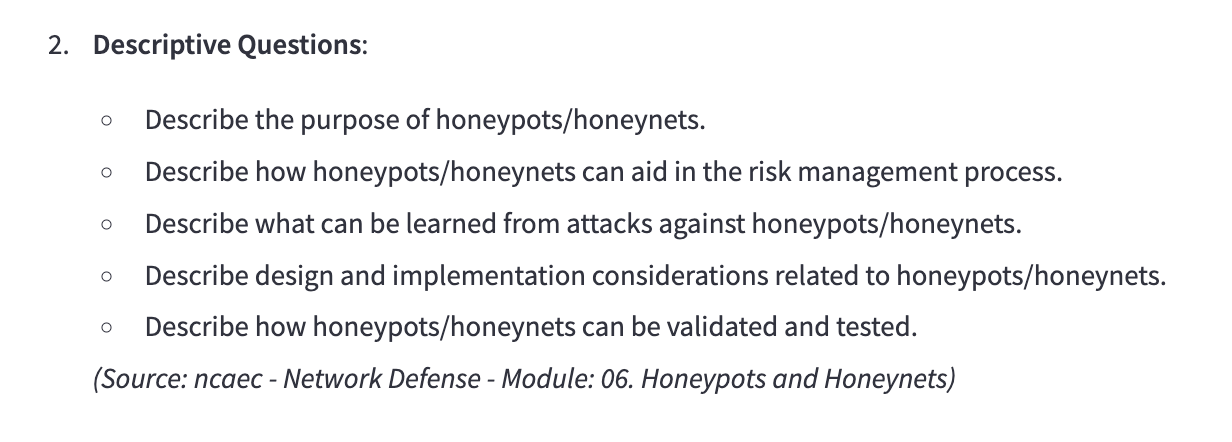 2. Descriptive Questions:
○ Describe the purpose of honeypots/honeynets.
○ Describe how honeypots/honeynets can aid in the risk management process.
○ Describe what can be learned from attacks against honeypots/honeynets.
○ Describe design and implementation considerations related to honeypots/honeynets.
○ Describe how honeypots/honeynets can be validated and tested.
(Source: ncaec - Network Defense - Module: 06. Honeypots and Honeynets)